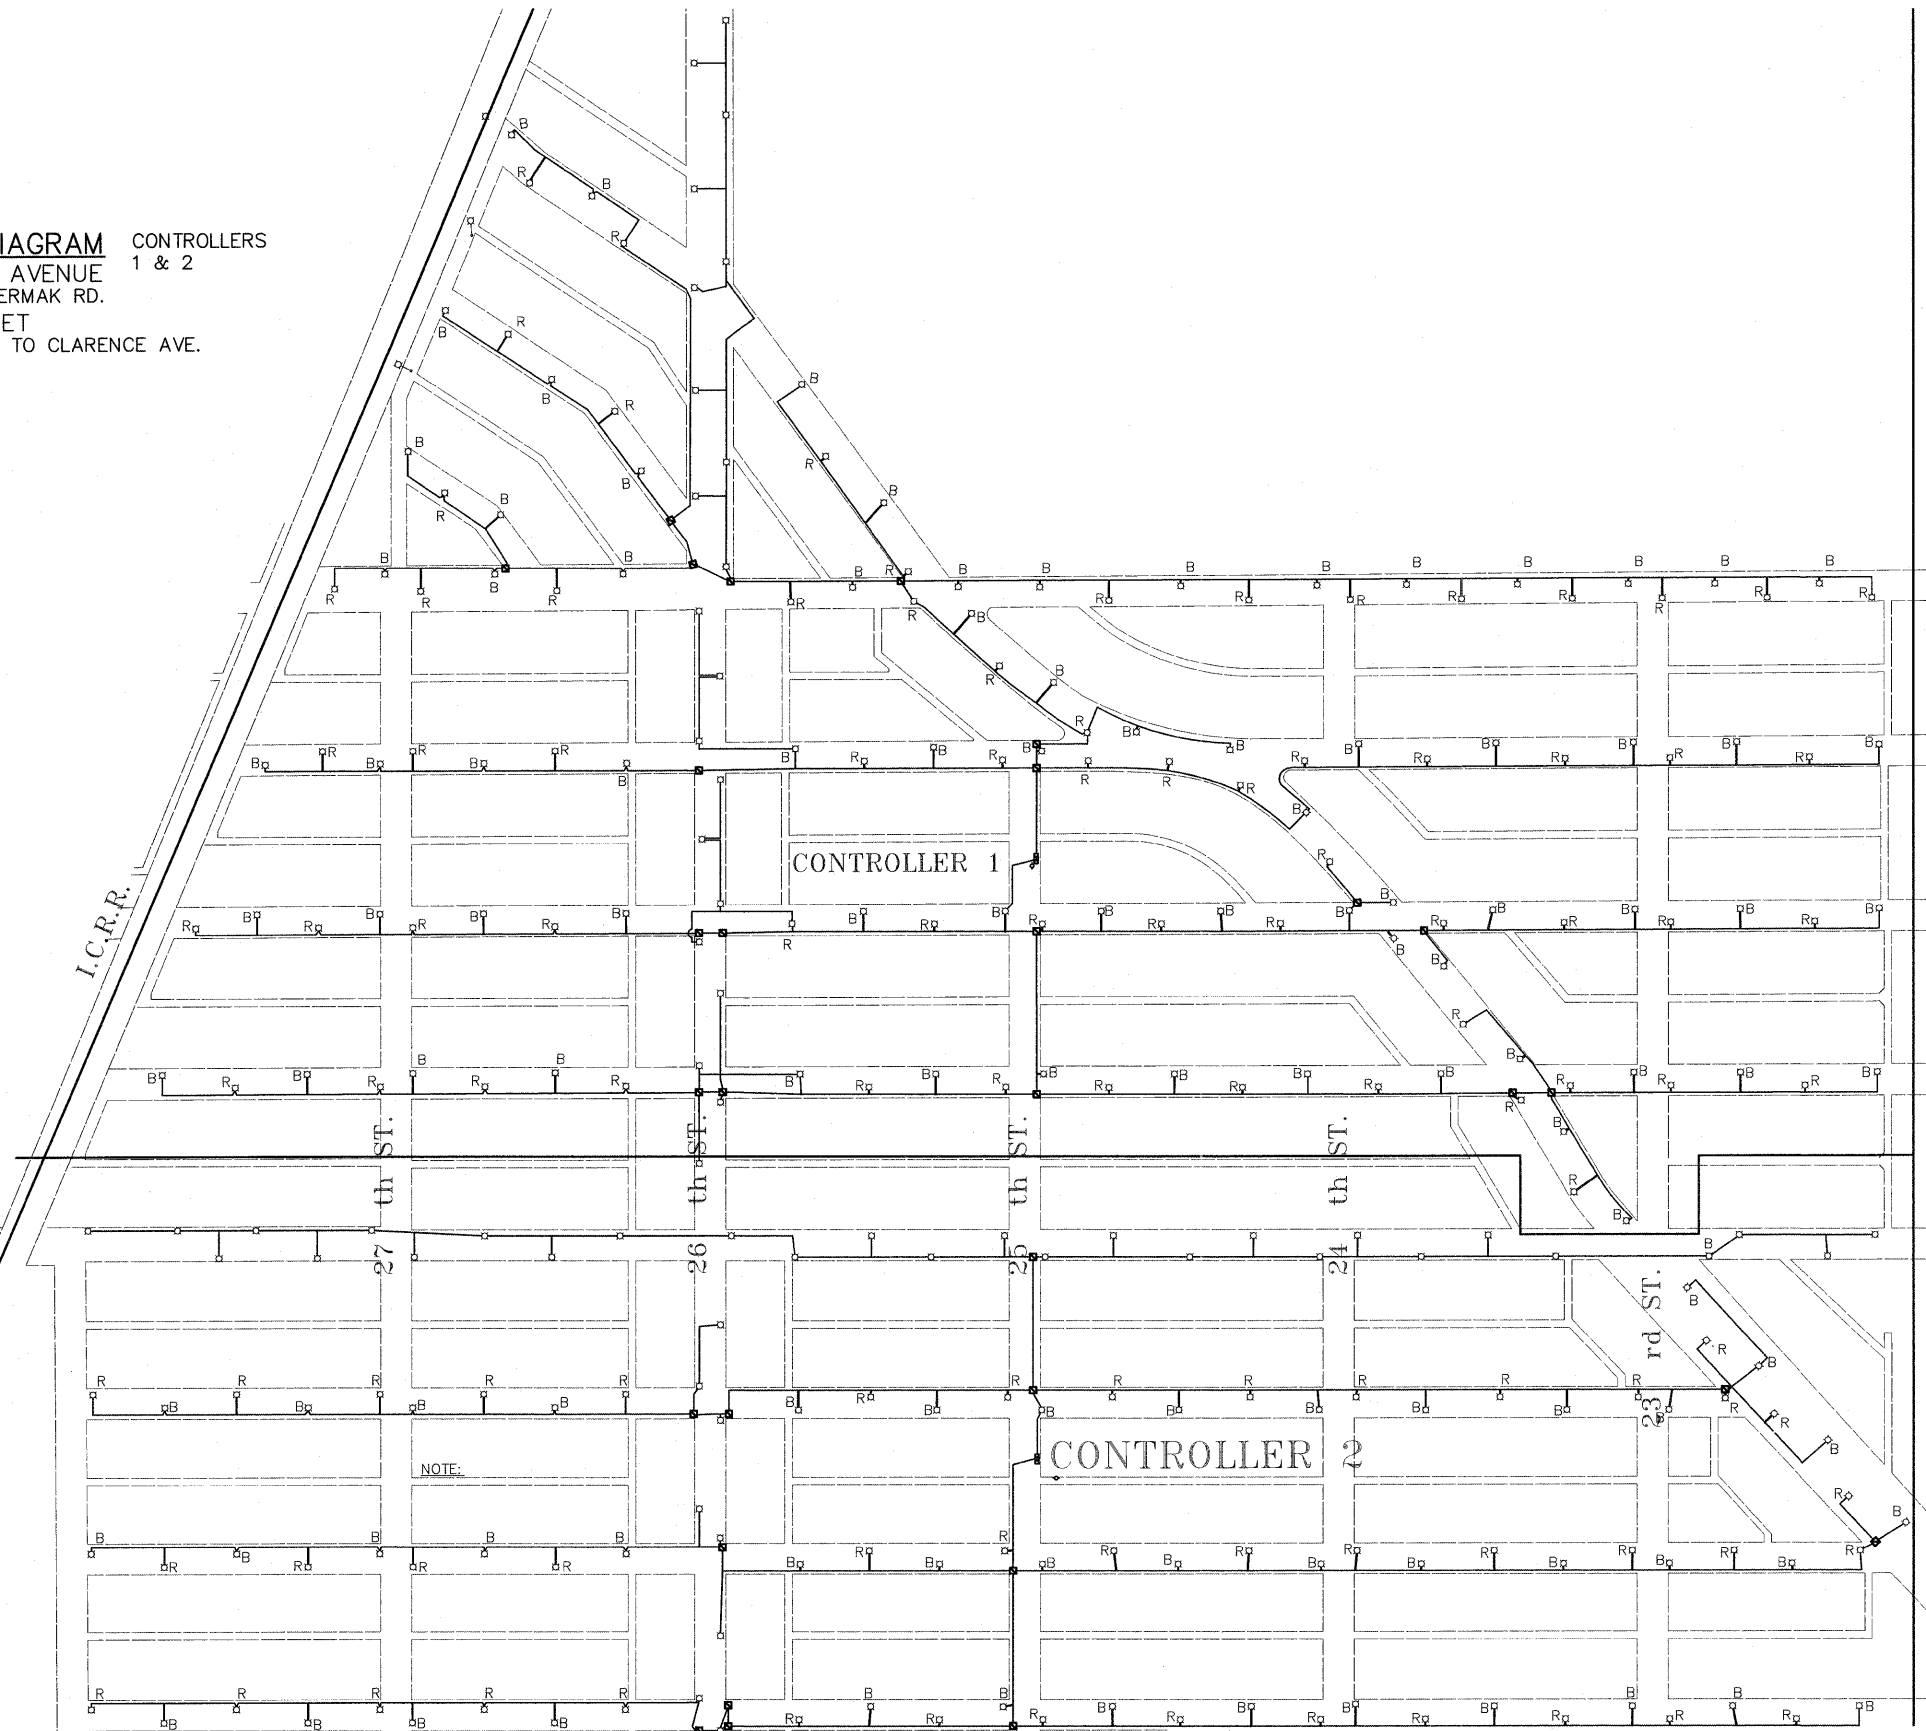 IAGRAM CONTROLLERS
AVENUE 1 & 2
ERMAK RD.
ET
TO CLARENCE AVE.
I.C.R.R.
CONTROLLER 1
27 th ST.
26 th ST.
25 th ST.
24 th ST.
23 rd ST.
CONTROLLER 2
NOTE: